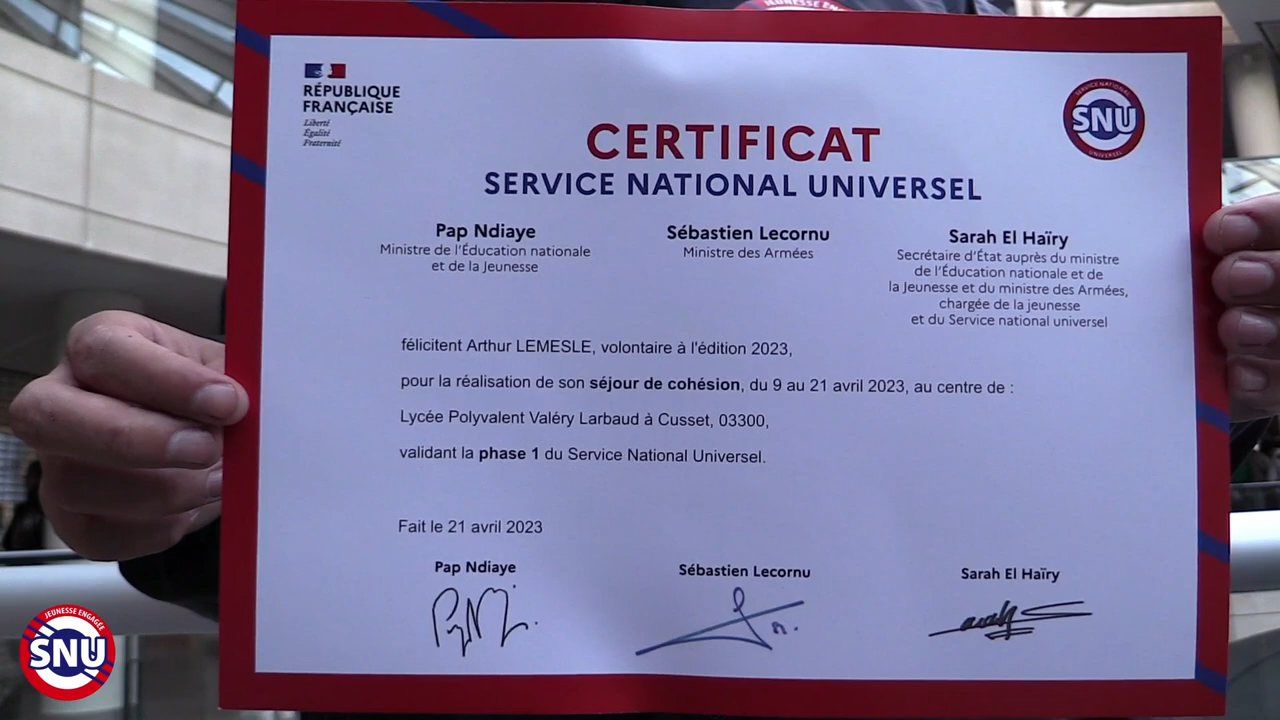 JEUNESSE EN
RÉPUBLIQUE
FRANÇAISE
Liberté
Égalité
Fraternité
SERVICE NATIONAL
SNU
UNIVERSEL
CERTIFICAT
SERVICE NATIONAL UNIVERSEL
Pap Ndiaye
Ministre de l'Éducation nationale
et de la Jeunesse
Sébastien Lecornu
Ministre des Armées
Sarah El Haïry
Secrétaire d'État auprès du ministre
de l'Éducation nationale et de
la Jeunesse et du ministre des Armées,
chargée de la jeunesse
et du Service national universel
félicitent Arthur LEMESLE, volontaire à l'édition 2023,
pour la réalisation de son séjour de cohésion, du 9 au 21 avril 2023, au centre de :
Lycée Polyvalent Valéry Larbaud à Cusset, 03300,
validant la phase 1 du Service National Universel.
Fait le 21 avril 2023
Pap Ndiaye
Sébastien Lecornu
Sarah El Haïry
JEUNESSE ENGAGÉE
SNU